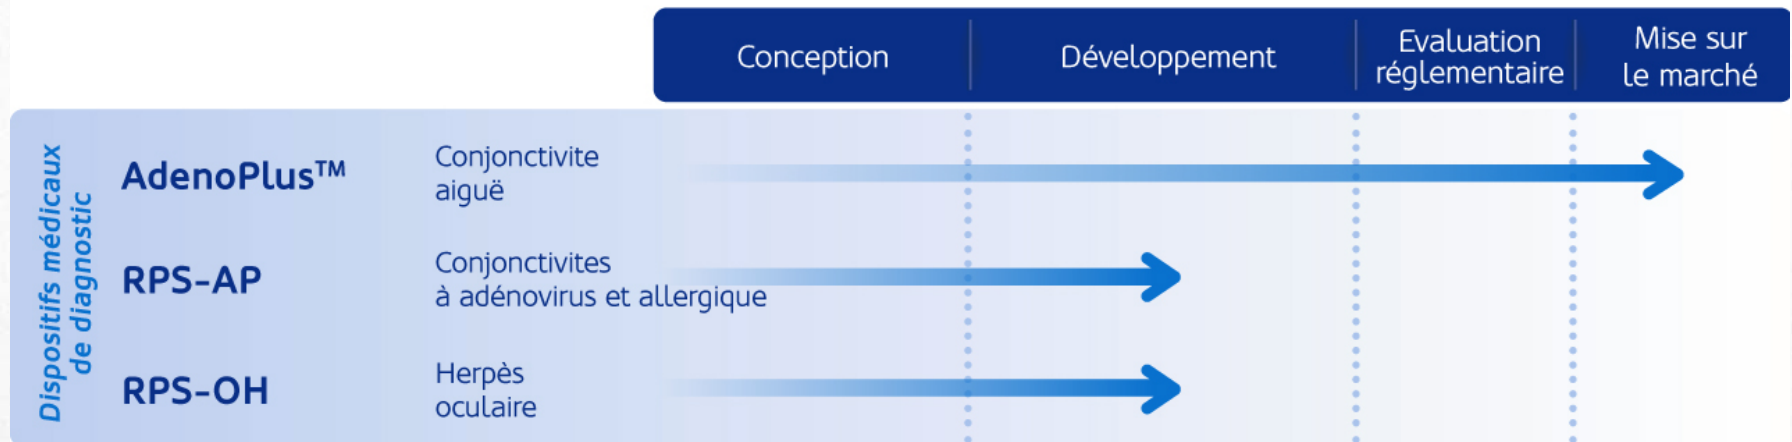 Conception
Développement
Evaluation
réglementaire
Mise sur
le marché
Dispositifs médicaux
de diagnostic
AdenoPlus™
Conjonctivite
aiguë
RPS-AP
Conjonctivites
à adénovirus et allergique
RPS-OH
Herpès
oculaire